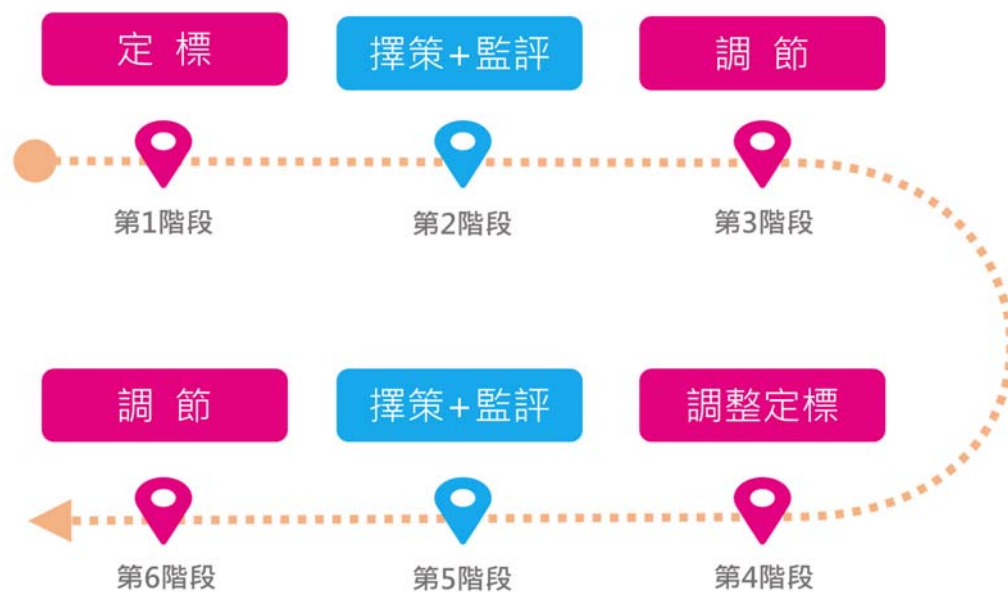 定 標
擇策+監評
調 節
第1階段
第2階段
第3階段
調 節
擇策+監評
調整定標
第6階段
第5階段
第4階段